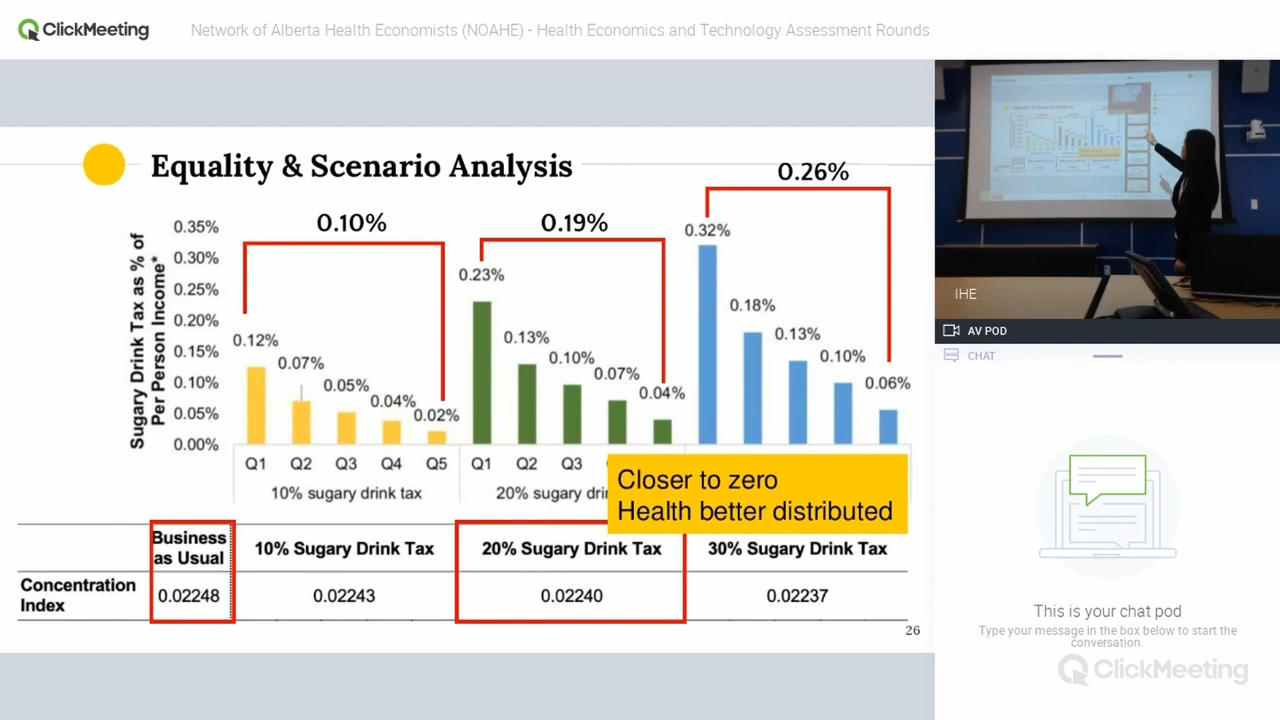 ClickMeeting
Network of Alberta Health Economists (NOAHE) - Health Economics and Technology Assessment Rounds
Equality & Scenario Analysis
Sugary Drink Tax as % of
Per Person Income*
0.35%
0.30%
0.25%
0.20%
0.15%
0.10%
0.05%
0.00%
0.10%
0.12%
0.07%
0.05%
0.04%
0.02%
Q1 Q2 Q3 Q4 Q5
10% sugary drink tax
0.19%
0.23%
0.13%
0.10%
0.07%
0.04%
Q1 Q2 Q3
20% sugary dri
0.26%
0.32%
0.18%
0.13%
0.10%
0.06%
Closer to zero
Health better distributed
Business
as Usual
10% Sugary Drink Tax
20% Sugary Drink Tax
30% Sugary Drink Tax
Concentration
Index
0.02248
0.02243
0.02240
0.02237
26
IHE
AV POD
CHAT
This is your chat pod
Type your message in the box below to start the
conversation.
ClickMeeting